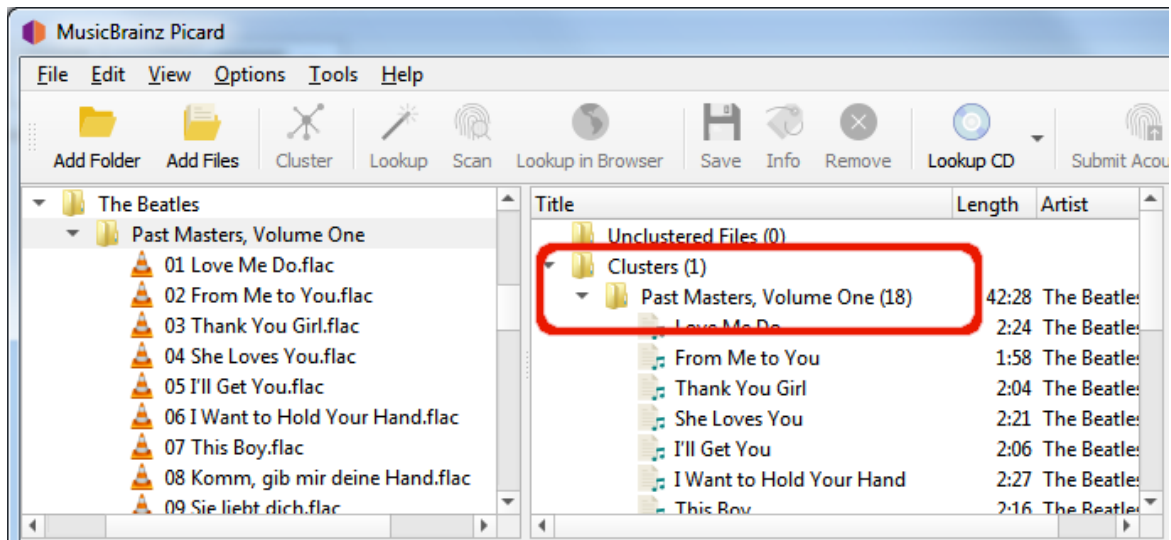 MusicBrainz Picard
File Edit View Options Tools Help
Add Folder Add Files Cluster Lookup Scan Lookup in Browser Save Info Remove Lookup CD Submit Acou
The Beatles
Past Masters, Volume One
01 Love Me Do.flac
02 From Me to You.flac
03 Thank You Girl.flac
04 She Loves You.flac
05 I'll Get You.flac
06 I Want to Hold Your Hand.flac
07 This Boy.flac
08 Komm, gib mir deine Hand.flac
09 Sie liebt dich.flac
Title Length Artist
Unclustered Files (0)
Clusters (1)
Past Masters, Volume One (18) 42:28 The Beatles
Love Me Do 2:24 The Beatles
From Me to You 1:58 The Beatles
Thank You Girl 2:04 The Beatles
She Loves You 2:21 The Beatles
I'll Get You 2:06 The Beatles
I Want to Hold Your Hand 2:27 The Beatles
This Boy 2:16 The Beatles